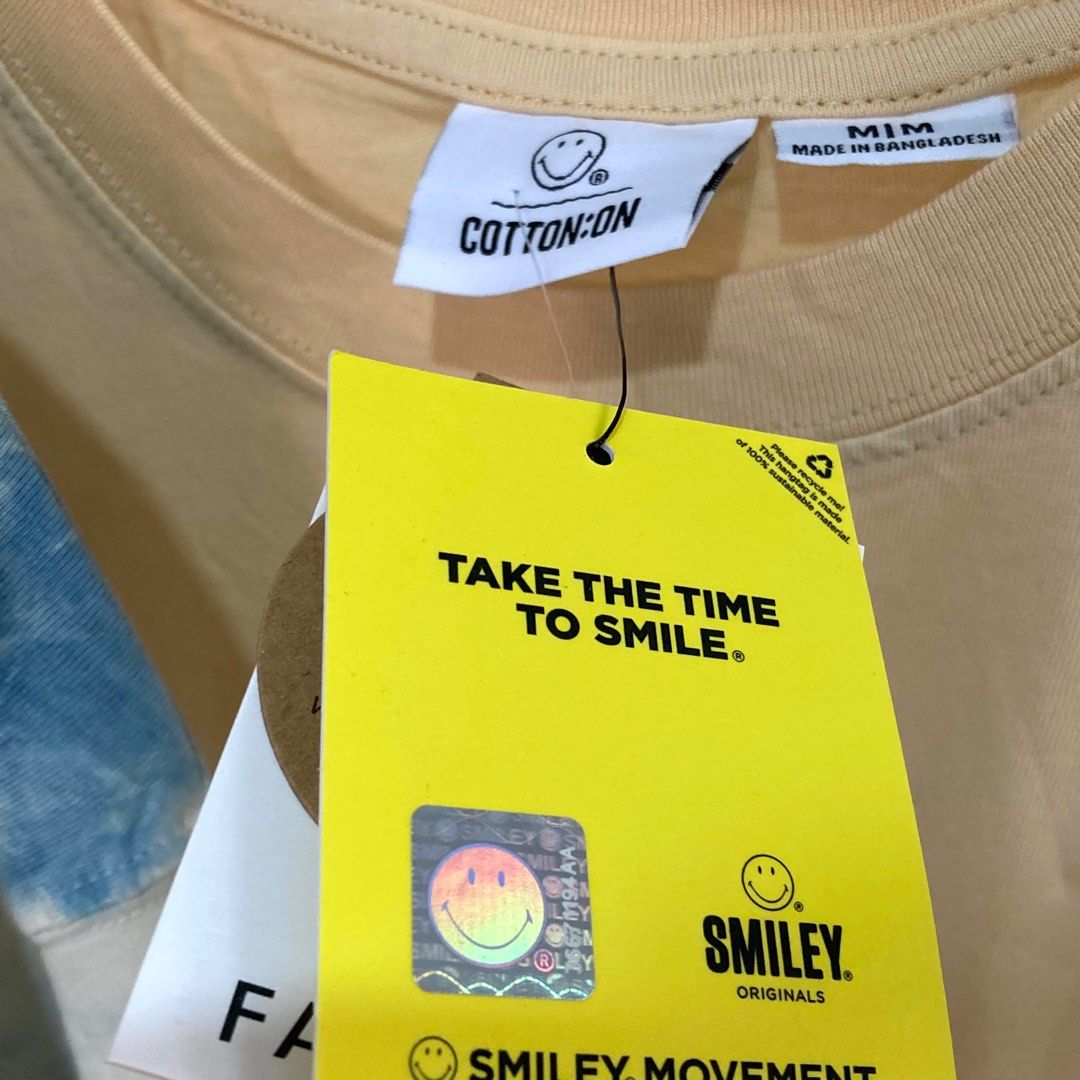 ®
COTTON:ON
M|M
MADE IN BANGLADESH
Please recycle me!
This hangtag is made
of 100% sustainable material.
TAKE THE TIME
TO SMILE®
SMILEY
®
®
SMILEY®
ORIGINALS
FA
SMILEY® MOVEMENT